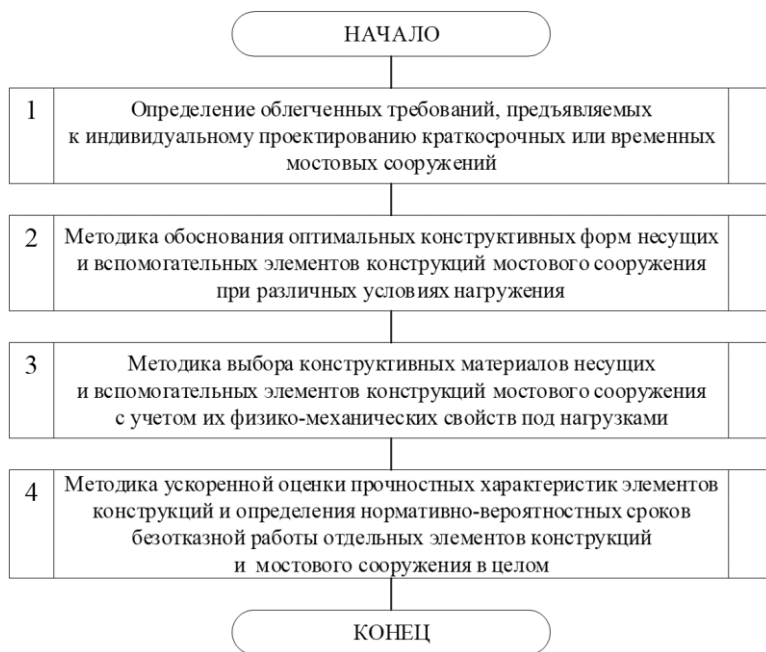 НАЧАЛО
1
Определение облегченных требований, предъявляемых
к индивидуальному проектированию краткосрочных или временных
мостовых сооружений
2
Методика обоснования оптимальных конструктивных форм несущих
и вспомогательных элементов конструкций мостового сооружения
при различных условиях нагружения
3
Методика выбора конструктивных материалов несущих
и вспомогательных элементов конструкций мостового сооружения
с учетом их физико-механических свойств под нагрузками
4
Методика ускоренной оценки прочностных характеристик элементов
конструкций и определения нормативно-вероятностных сроков
безотказной работы отдельных элементов конструкций
и мостового сооружения в целом
КОНЕЦ